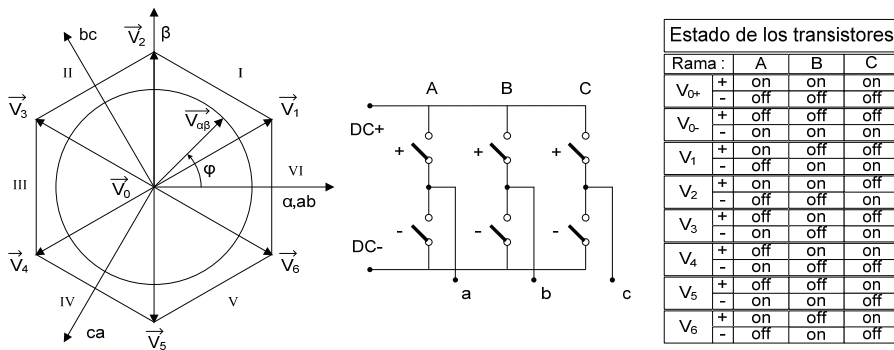 β
bc
V₂
II
I
V₃
V₁
Vαβ
III
φ
V₀
VI
α,ab
V₄
V₆
IV
V
ca
V₅
A B C
DC+
+ + +
DC-
- - -
a b c
Estado de los transistores
Rama : A B C
V₀₊ + on on on
- off off off
V₀₋ + off off off
- on on on
V₁ + on off off
- off on on
V₂ + on on off
- off off on
V₃ + off on off
- on off on
V₄ + off on on
- on off off
V₅ + off off on
- on on off
V₆ + on off on
- off on off